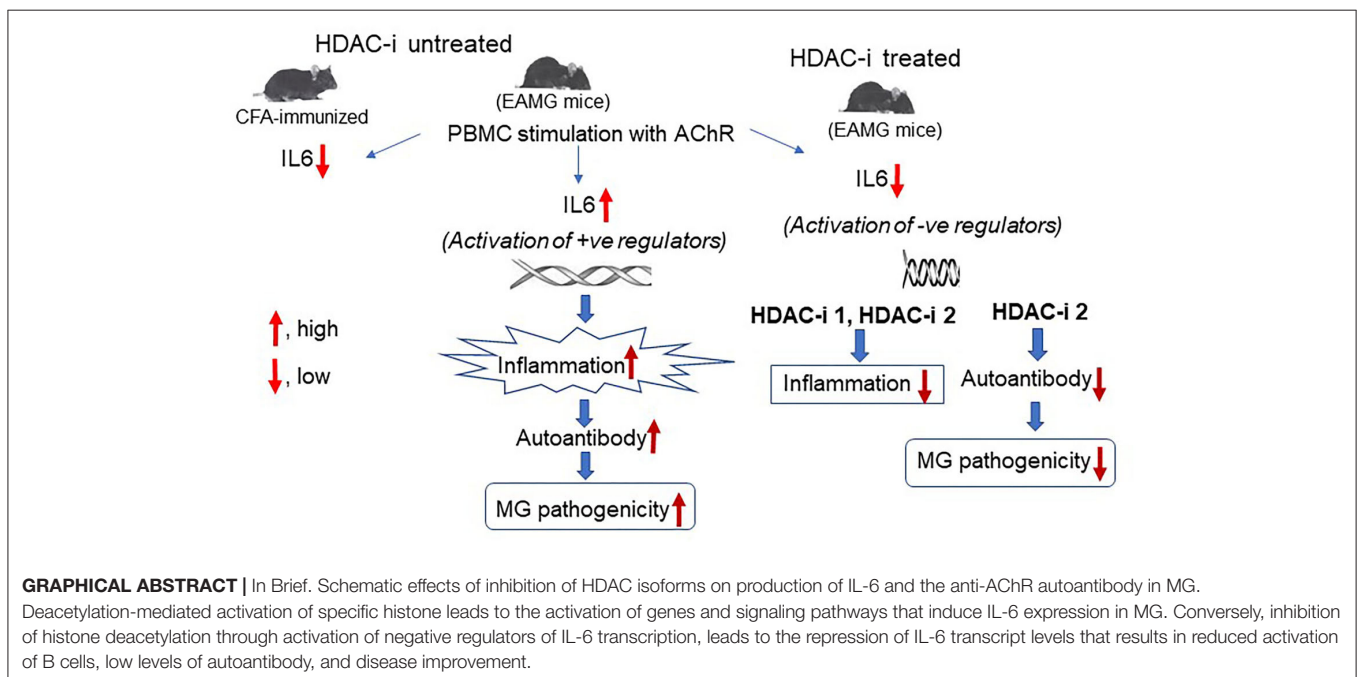 HDAC-i untreated
CFA-immunized
IL6
(EAMG mice)
PBMC stimulation with AChR
IL6
(Activation of +ve regulators)
Inflammation
Autoantibody
MG pathogenicity
, high
, low
HDAC-i treated
(EAMG mice)
IL6
(Activation of -ve regulators)
HDAC-i 1, HDAC-i 2
Inflammation
HDAC-i 2
Autoantibody
MG pathogenicity
GRAPHICAL ABSTRACT | In Brief. Schematic effects of inhibition of HDAC isoforms on production of IL-6 and the anti-AChR autoantibody in MG.
Deacetylation-mediated activation of specific histone leads to the activation of genes and signaling pathways that induce IL-6 expression in MG. Conversely, inhibition
of histone deacetylation through activation of negative regulators of IL-6 transcription, leads to the repression of IL-6 transcript levels that results in reduced activation
of B cells, low levels of autoantibody, and disease improvement.